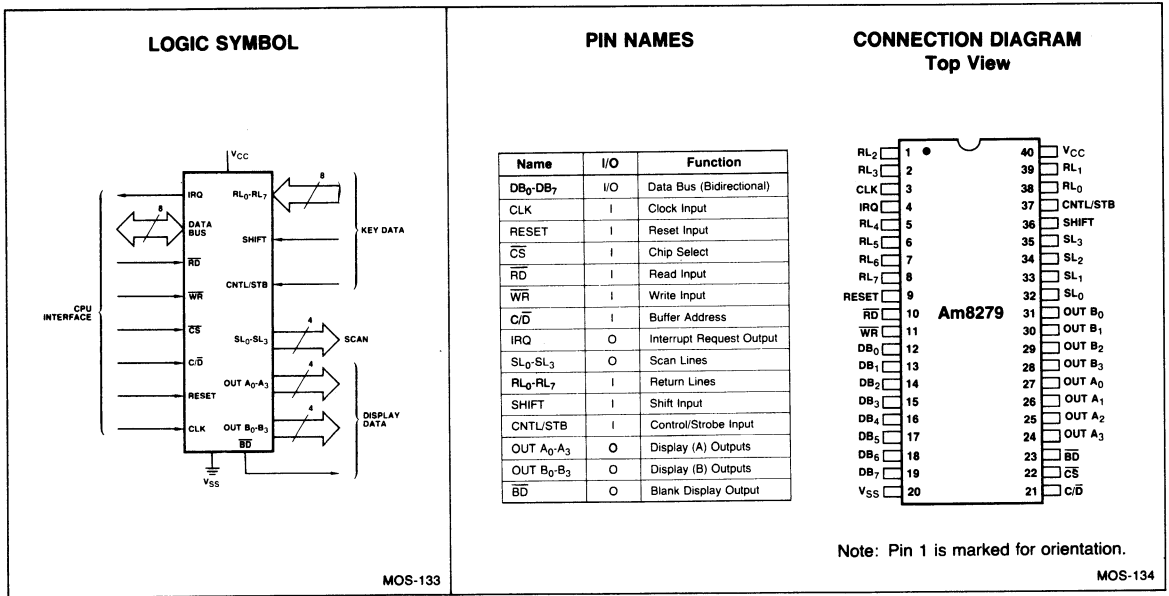 LOGIC SYMBOL
VCC
IRQ
8
DATA
BUS
RD
WR
CPU
INTERFACE
CS
C/D
RESET
CLK
RL0-RL7
8
SHIFT
KEY DATA
CNTL/STB
SL0-SL3
4
SCAN
OUT A0-A3
4
OUT B0-B3
4
DISPLAY
DATA
BD
VSS
MOS-133
PIN NAMES
Name I/O Function
DB0-DB7 I/O Data Bus (Bidirectional)
CLK I Clock Input
RESET I Reset Input
C̅S̅ I Chip Select
R̅D̅ I Read Input
W̅R̅ I Write Input
C/D̅ I Buffer Address
IRQ O Interrupt Request Output
SL0-SL3 O Scan Lines
RL0-RL7 I Return Lines
SHIFT I Shift Input
CNTL/STB I Control/Strobe Input
OUT A0-A3 O Display (A) Outputs
OUT B0-B3 O Display (B) Outputs
B̅D̅ O Blank Display Output
CONNECTION DIAGRAM
Top View
RL2 1 40 VCC
RL3 2 39 RL1
CLK 3 38 RL0
IRQ 4 37 CNTL/STB
RL4 5 36 SHIFT
RL5 6 35 SL3
RL6 7 34 SL2
RL7 8 33 SL1
RESET 9 32 SL0
R̅D̅ 10 Am8279 31 OUT B0
W̅R̅ 11 30 OUT B1
DB0 12 29 OUT B2
DB1 13 28 OUT B3
DB2 14 27 OUT A0
DB3 15 26 OUT A1
DB4 16 25 OUT A2
DB5 17 24 OUT A3
DB6 18 23 B̅D̅
DB7 19 22 C̅S̅
VSS 20 21 C/D̅
Note: Pin 1 is marked for orientation.
MOS-134